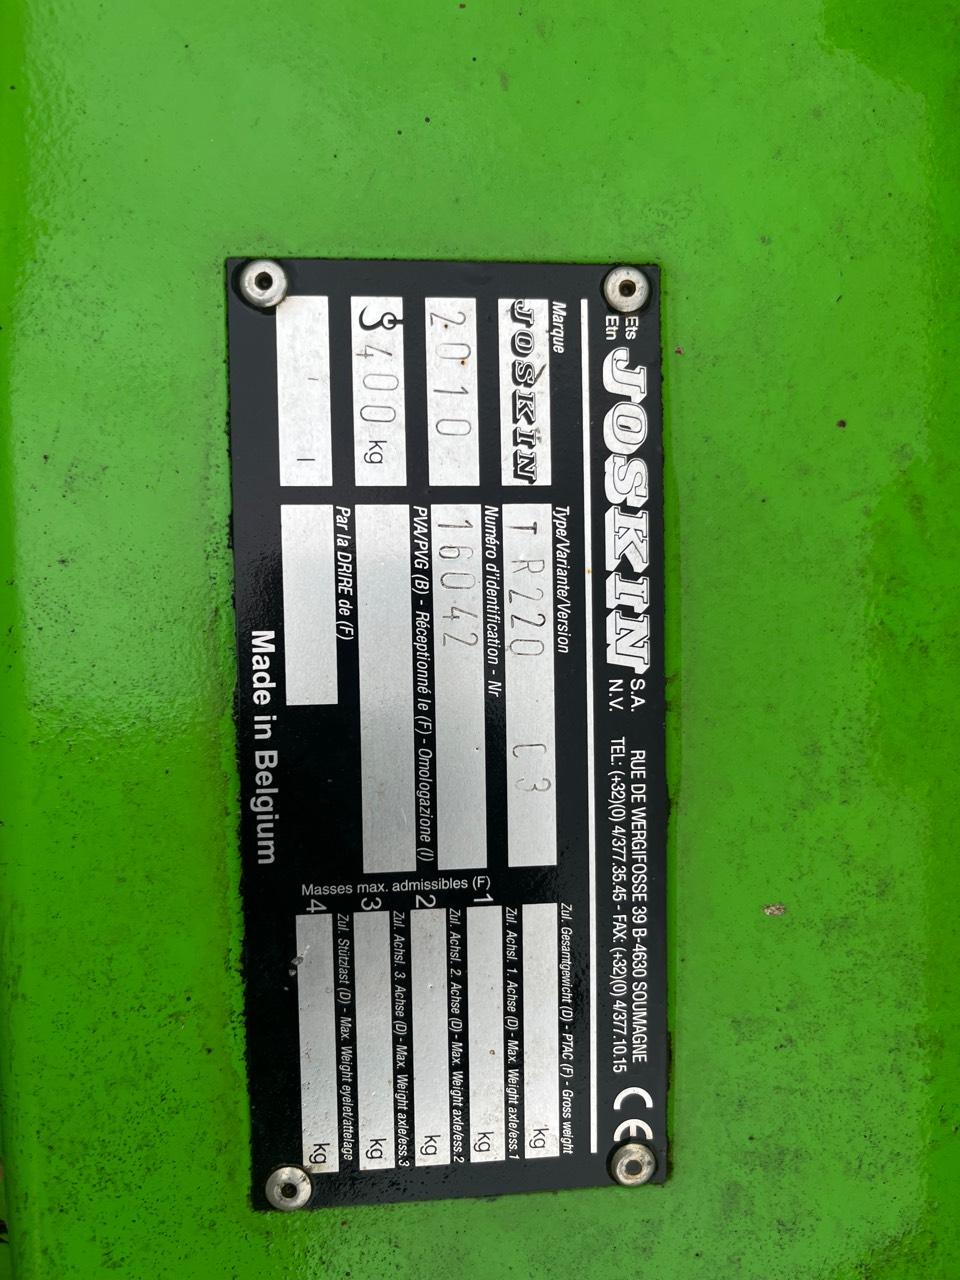 Ets
Etn
JOSKIN
S.A.
N.V.
RUE DE WERGIFOSSE 39 B-4630 SOUMAGNE
TEL: (+32)(0) 4/377.35.45 - FAX: (+32)(0) 4/377.10.15
CE
Marque
JOSKIN
2010
3400 kg
Type/Variante/Version
TR220 C3
Numéro d'identification - Nr
16042
PVA/PVG (B) - Réceptionné le (F) - Omologazione (I)
Par la DRIRE de (F)
Made in Belgium
Masses max. admissibles (F)
Zul. Gesamtgewicht (D) - PTAC (F) - Gross weight
kg
1
Zul. Achsl. 1. Achse (D) - Max. Weight axle/ess.1
kg
2
Zul. Achsl. 2. Achse (D) - Max. Weight axle/ess.2
kg
3
Zul. Achsl. 3. Achse (D) - Max. Weight axle/ess.3
kg
4
Zul. Stützlast (D) - Max. Weight eyelet/attelage
kg